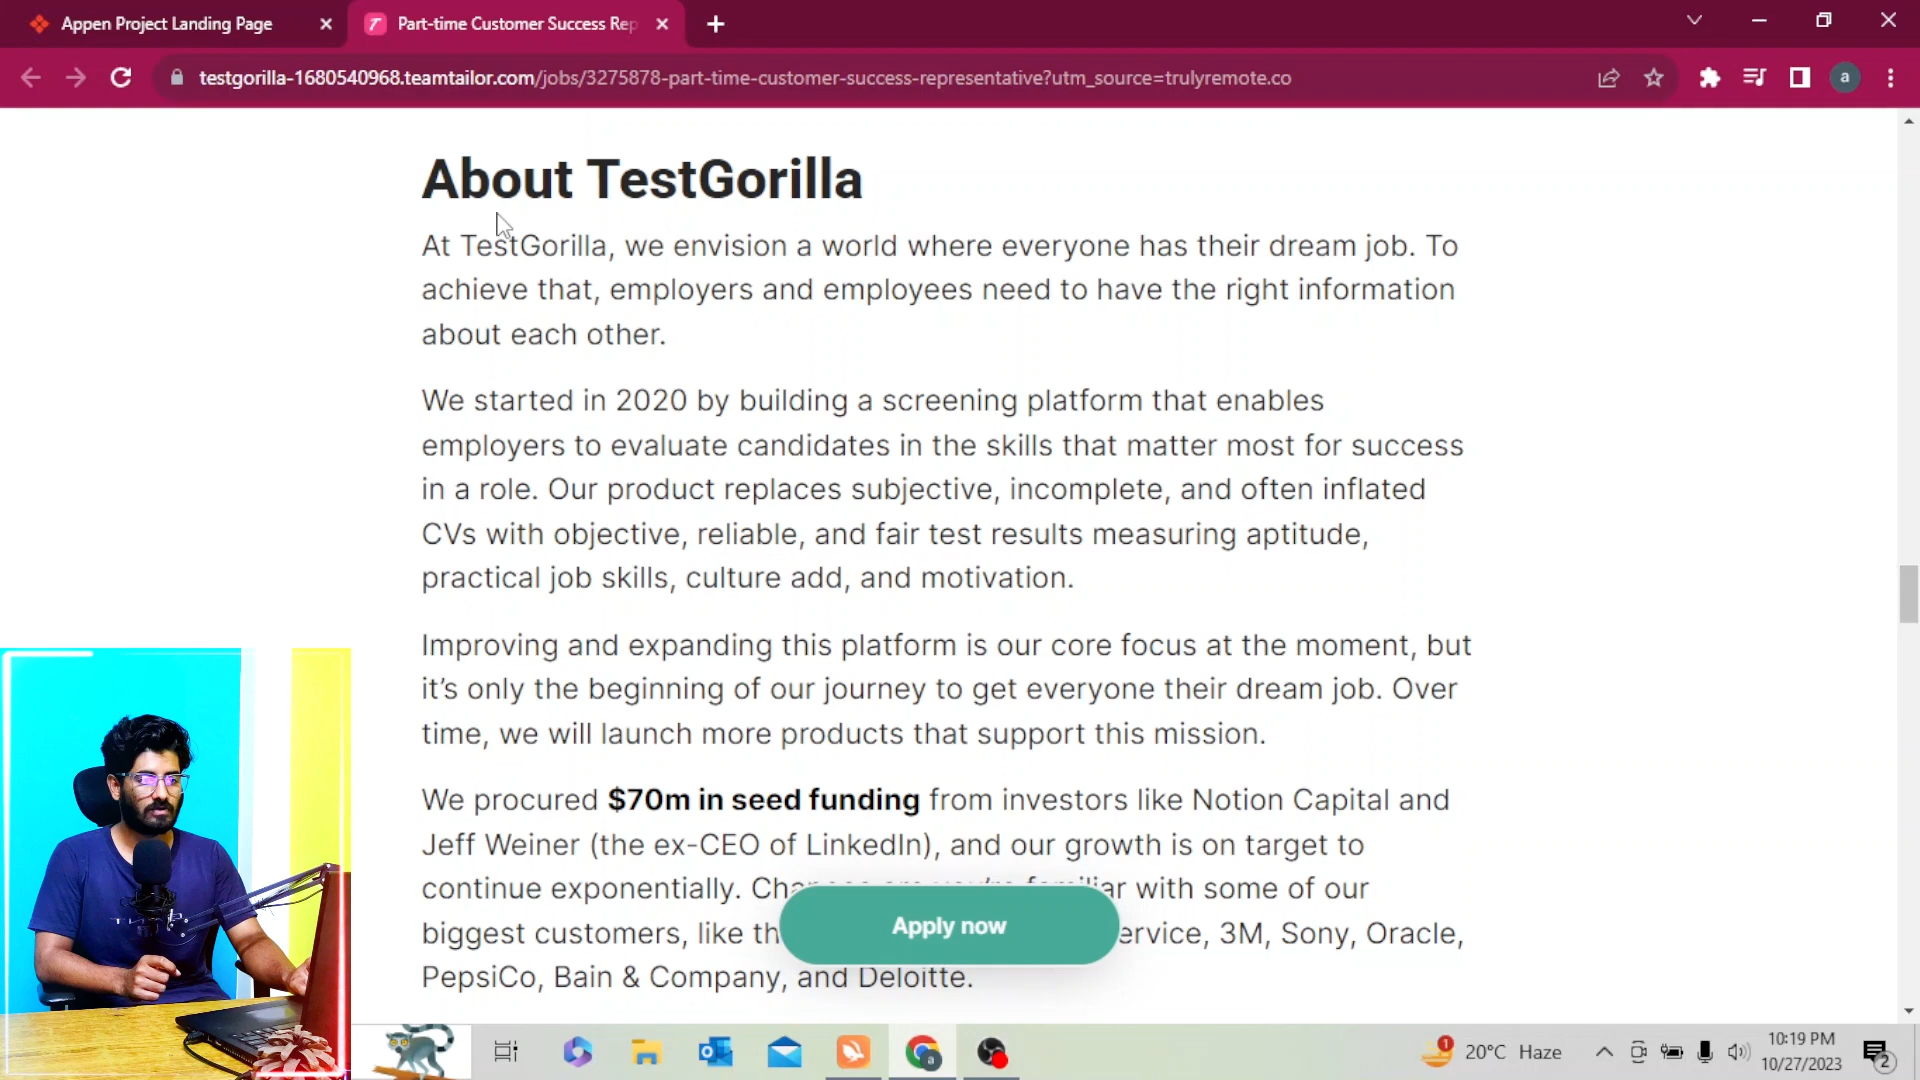 Appen Project Landing Page
Part-time Customer Success Rep
testgorilla-1680540968.teamtailor.com/jobs/3275878-part-time-customer-success-representative?utm_source=trulyremote.co
a
About TestGorilla
At TestGorilla, we envision a world where everyone has their dream job. To
achieve that, employers and employees need to have the right information
about each other.
We started in 2020 by building a screening platform that enables
employers to evaluate candidates in the skills that matter most for success
in a role. Our product replaces subjective, incomplete, and often inflated
CVs with objective, reliable, and fair test results measuring aptitude,
practical job skills, culture add, and motivation.
Improving and expanding this platform is our core focus at the moment, but
it's only the beginning of our journey to get everyone their dream job. Over
time, we will launch more products that support this mission.
We procured $70m in seed funding from investors like Notion Capital and
Jeff Weiner (the ex-CEO of LinkedIn), and our growth is on target to
continue exponentially. with some of our
biggest customers, like 3M, Sony, Oracle,
PepsiCo, Bain & Company, and Deloitte.
Apply now
1
20°C Haze
10:19 PM
10/27/2023
2